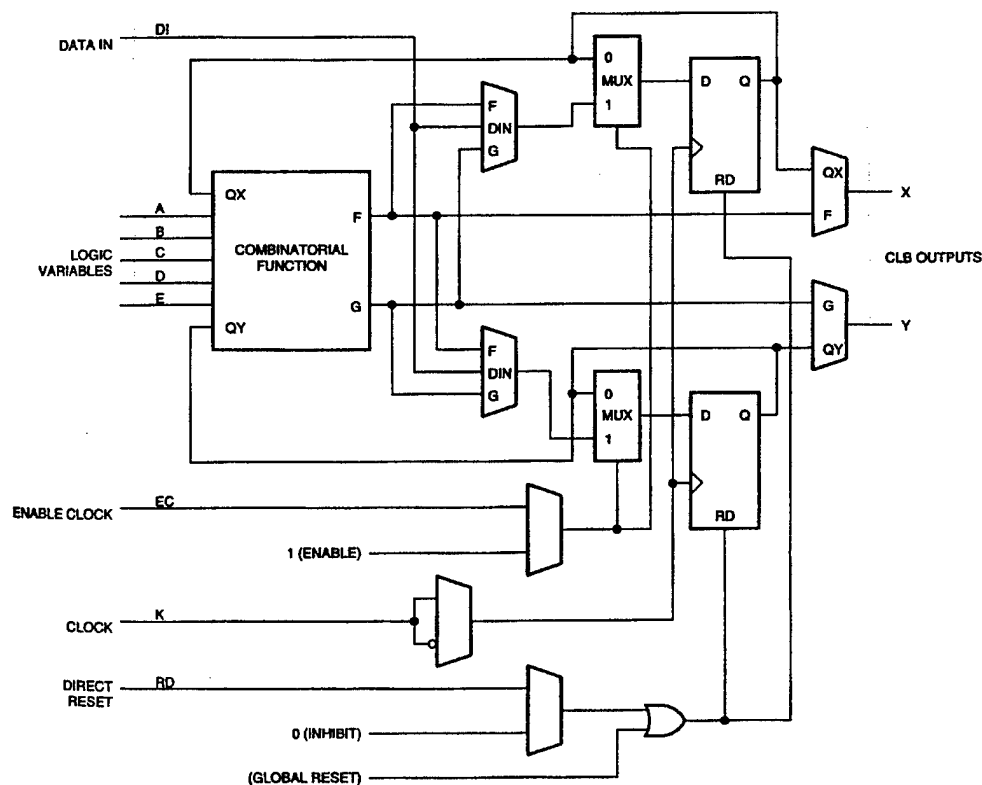 DI
DATA IN
0
MUX
1
D
Q
RD
F
DIN
G
QX
F
X
QX
A
B
LOGIC
VARIABLES
C
D
E
QY
COMBINATORIAL
FUNCTION
F
G
CLB OUTPUTS
G
QY
Y
F
DIN
G
0
MUX
1
D
Q
RD
ENABLE CLOCK
EC
1 (ENABLE)
CLOCK
K
DIRECT
RESET
RD
0 (INHIBIT)
(GLOBAL RESET)